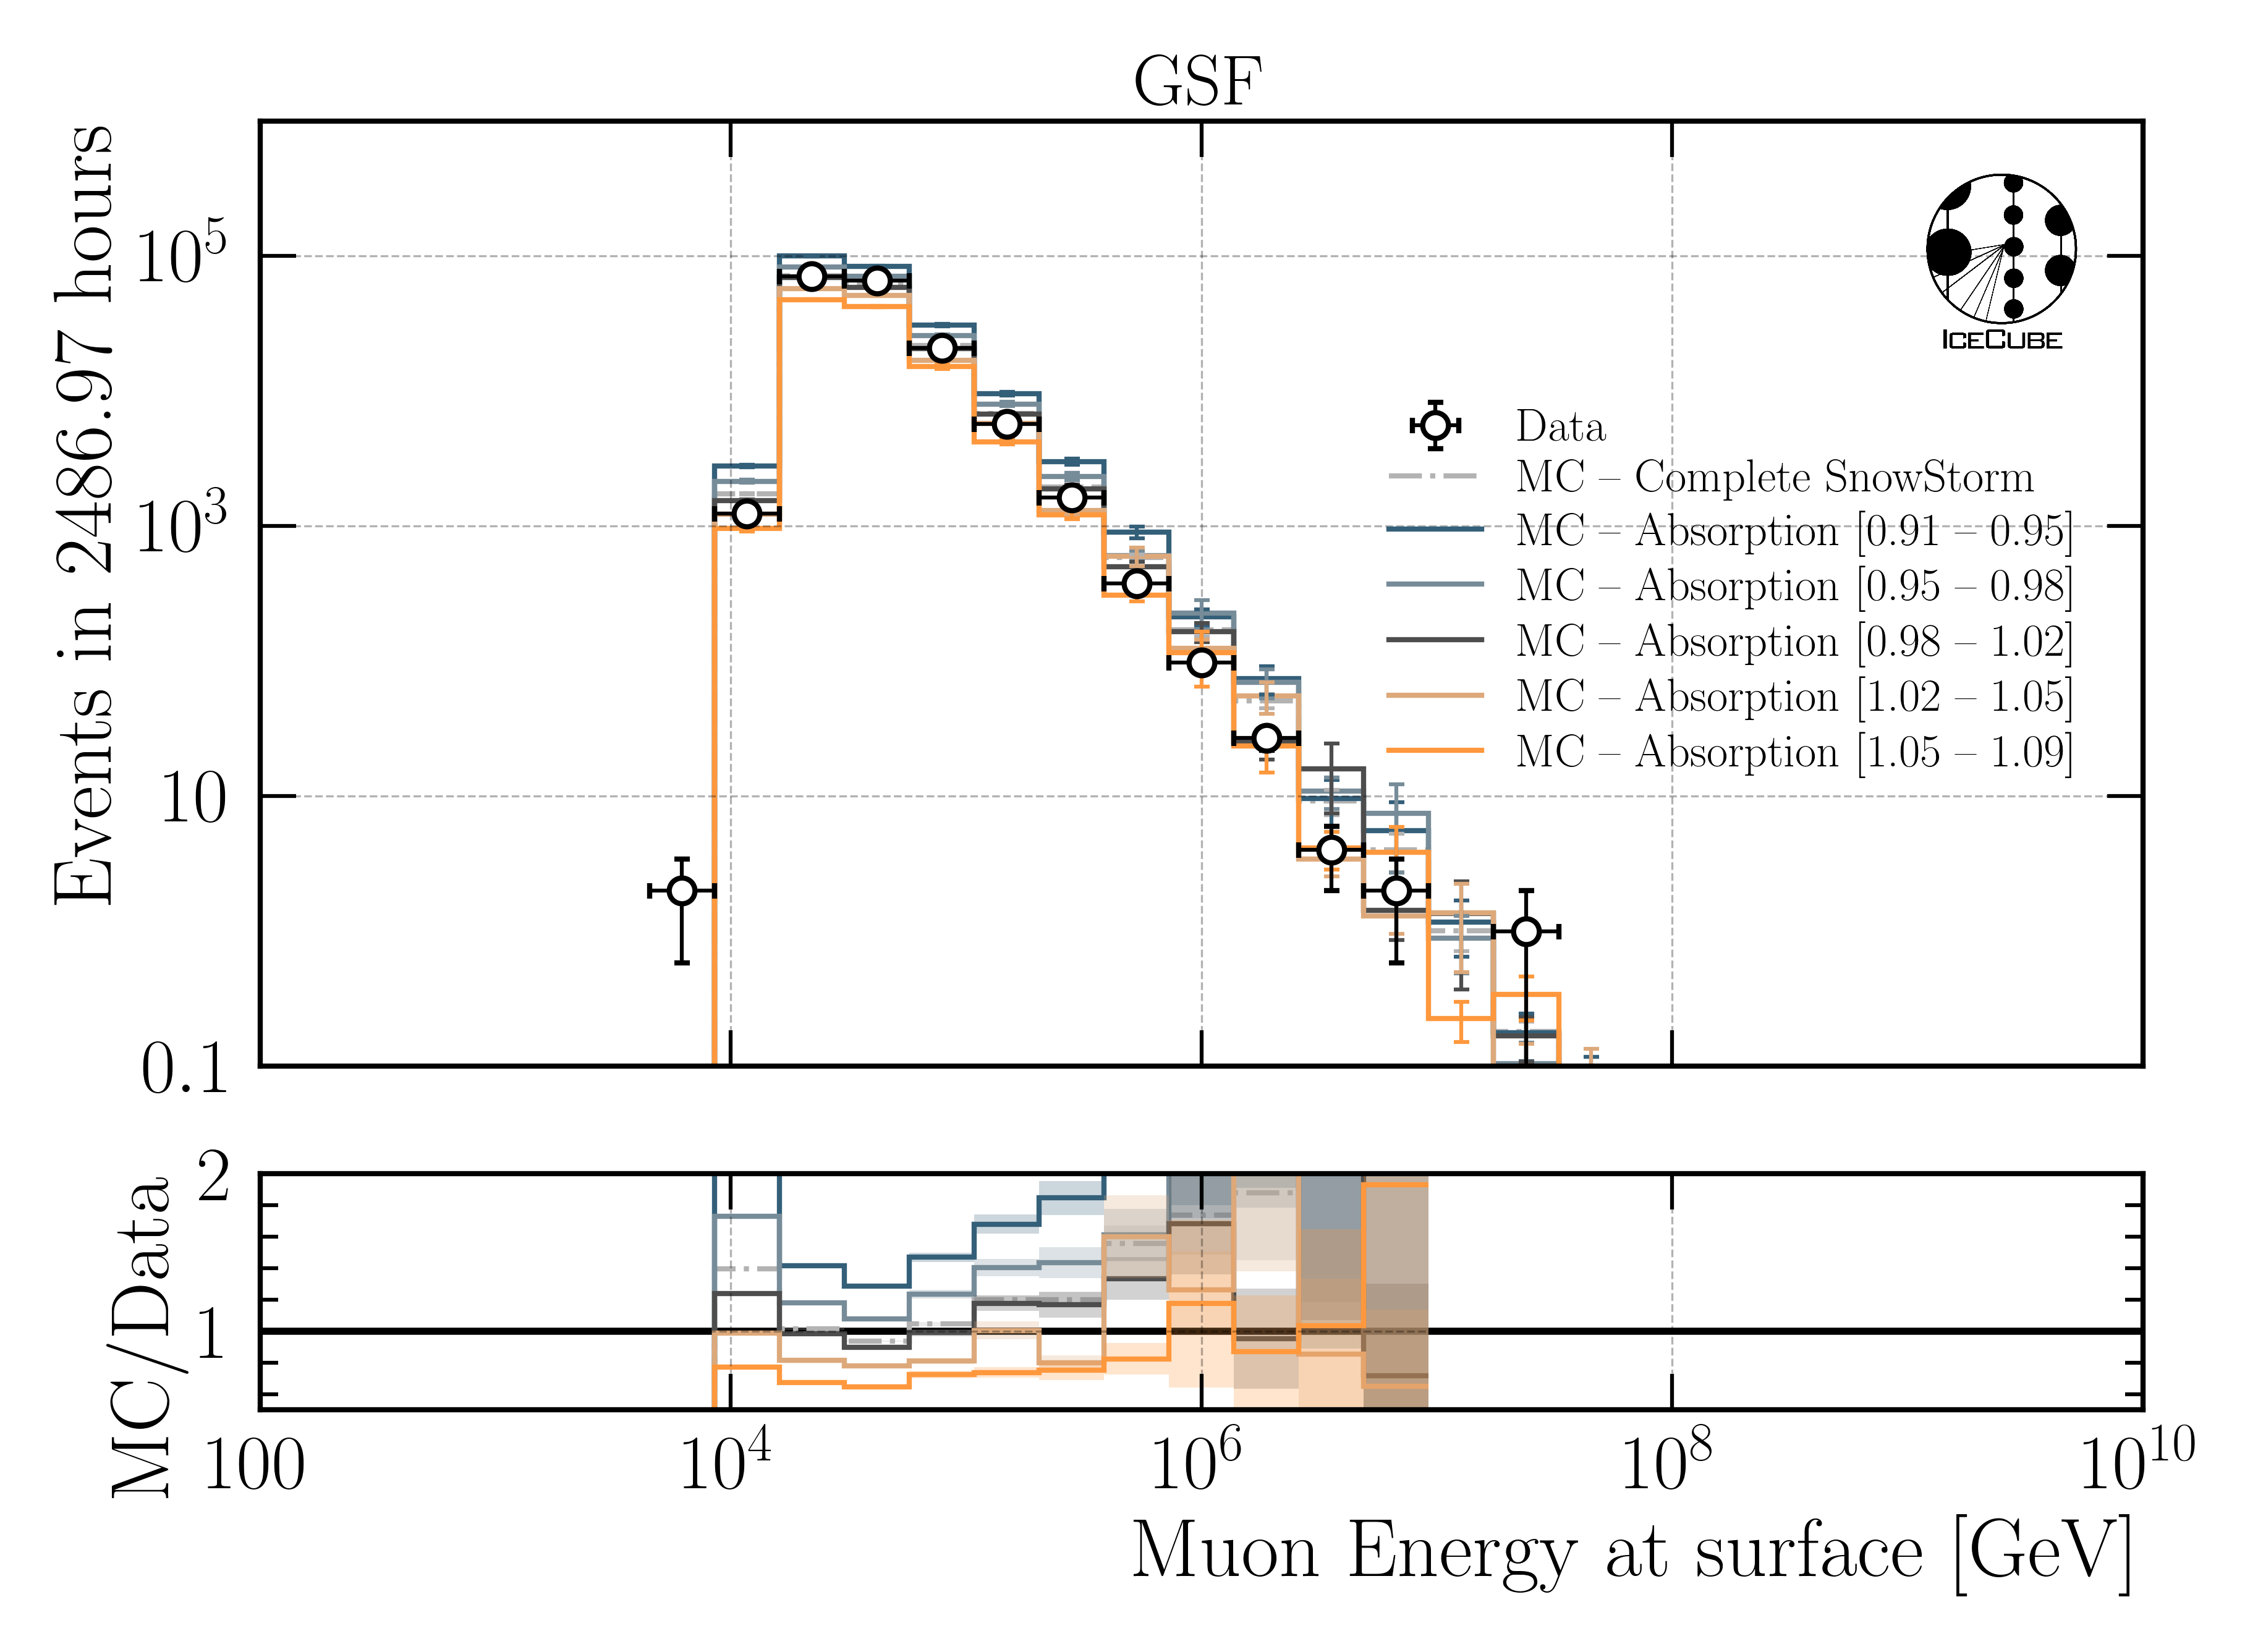 GSF
Events in 2486.97 hours
10^5
10^3
10
0.1
ICECUBE
Data
MC – Complete SnowStorm
MC – Absorption [0.91 – 0.95]
MC – Absorption [0.95 – 0.98]
MC – Absorption [0.98 – 1.02]
MC – Absorption [1.02 – 1.05]
MC – Absorption [1.05 – 1.09]
MC/Data
2
1
100
10^4
10^6
10^8
10^10
Muon Energy at surface [GeV]